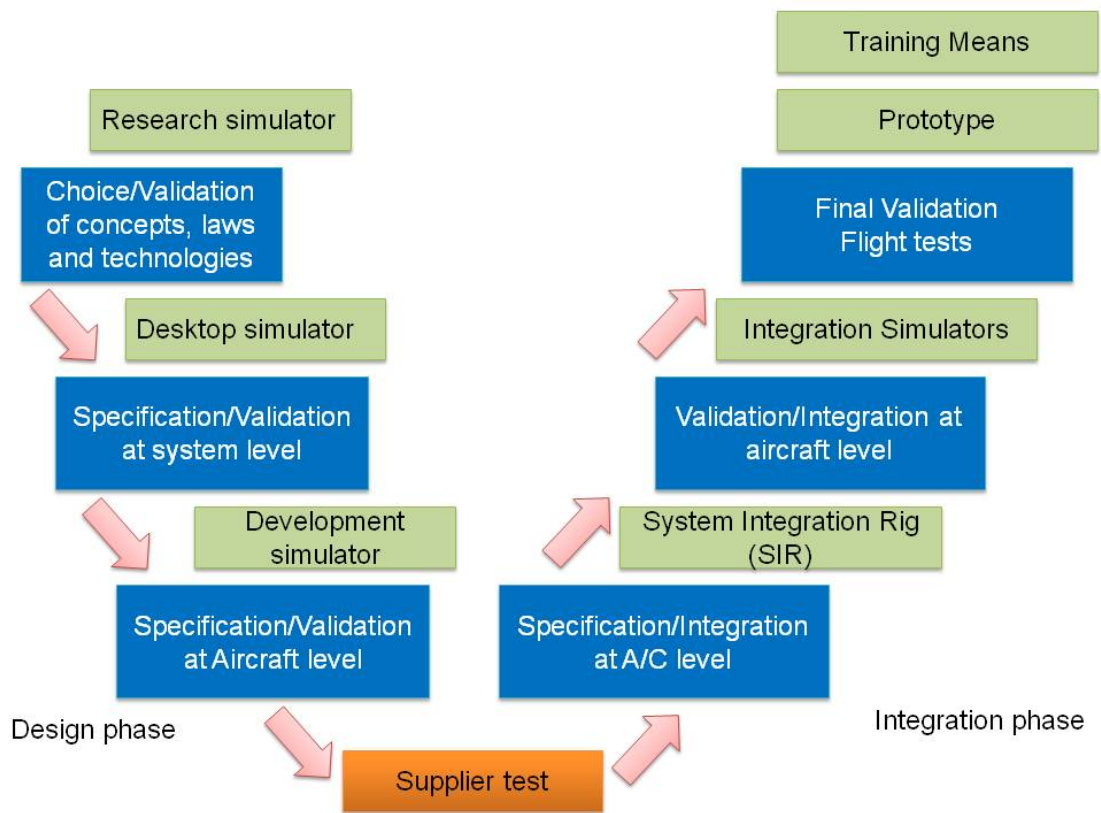 Training Means
Research simulator
Prototype
Choice/Validation
of concepts, laws
and technologies
Final Validation
Flight tests
Desktop simulator
Integration Simulators
Specification/Validation
at system level
Validation/Integration at
aircraft level
Development
simulator
System Integration Rig
(SIR)
Specification/Validation
at Aircraft level
Specification/Integration
at A/C level
Design phase
Integration phase
Supplier test